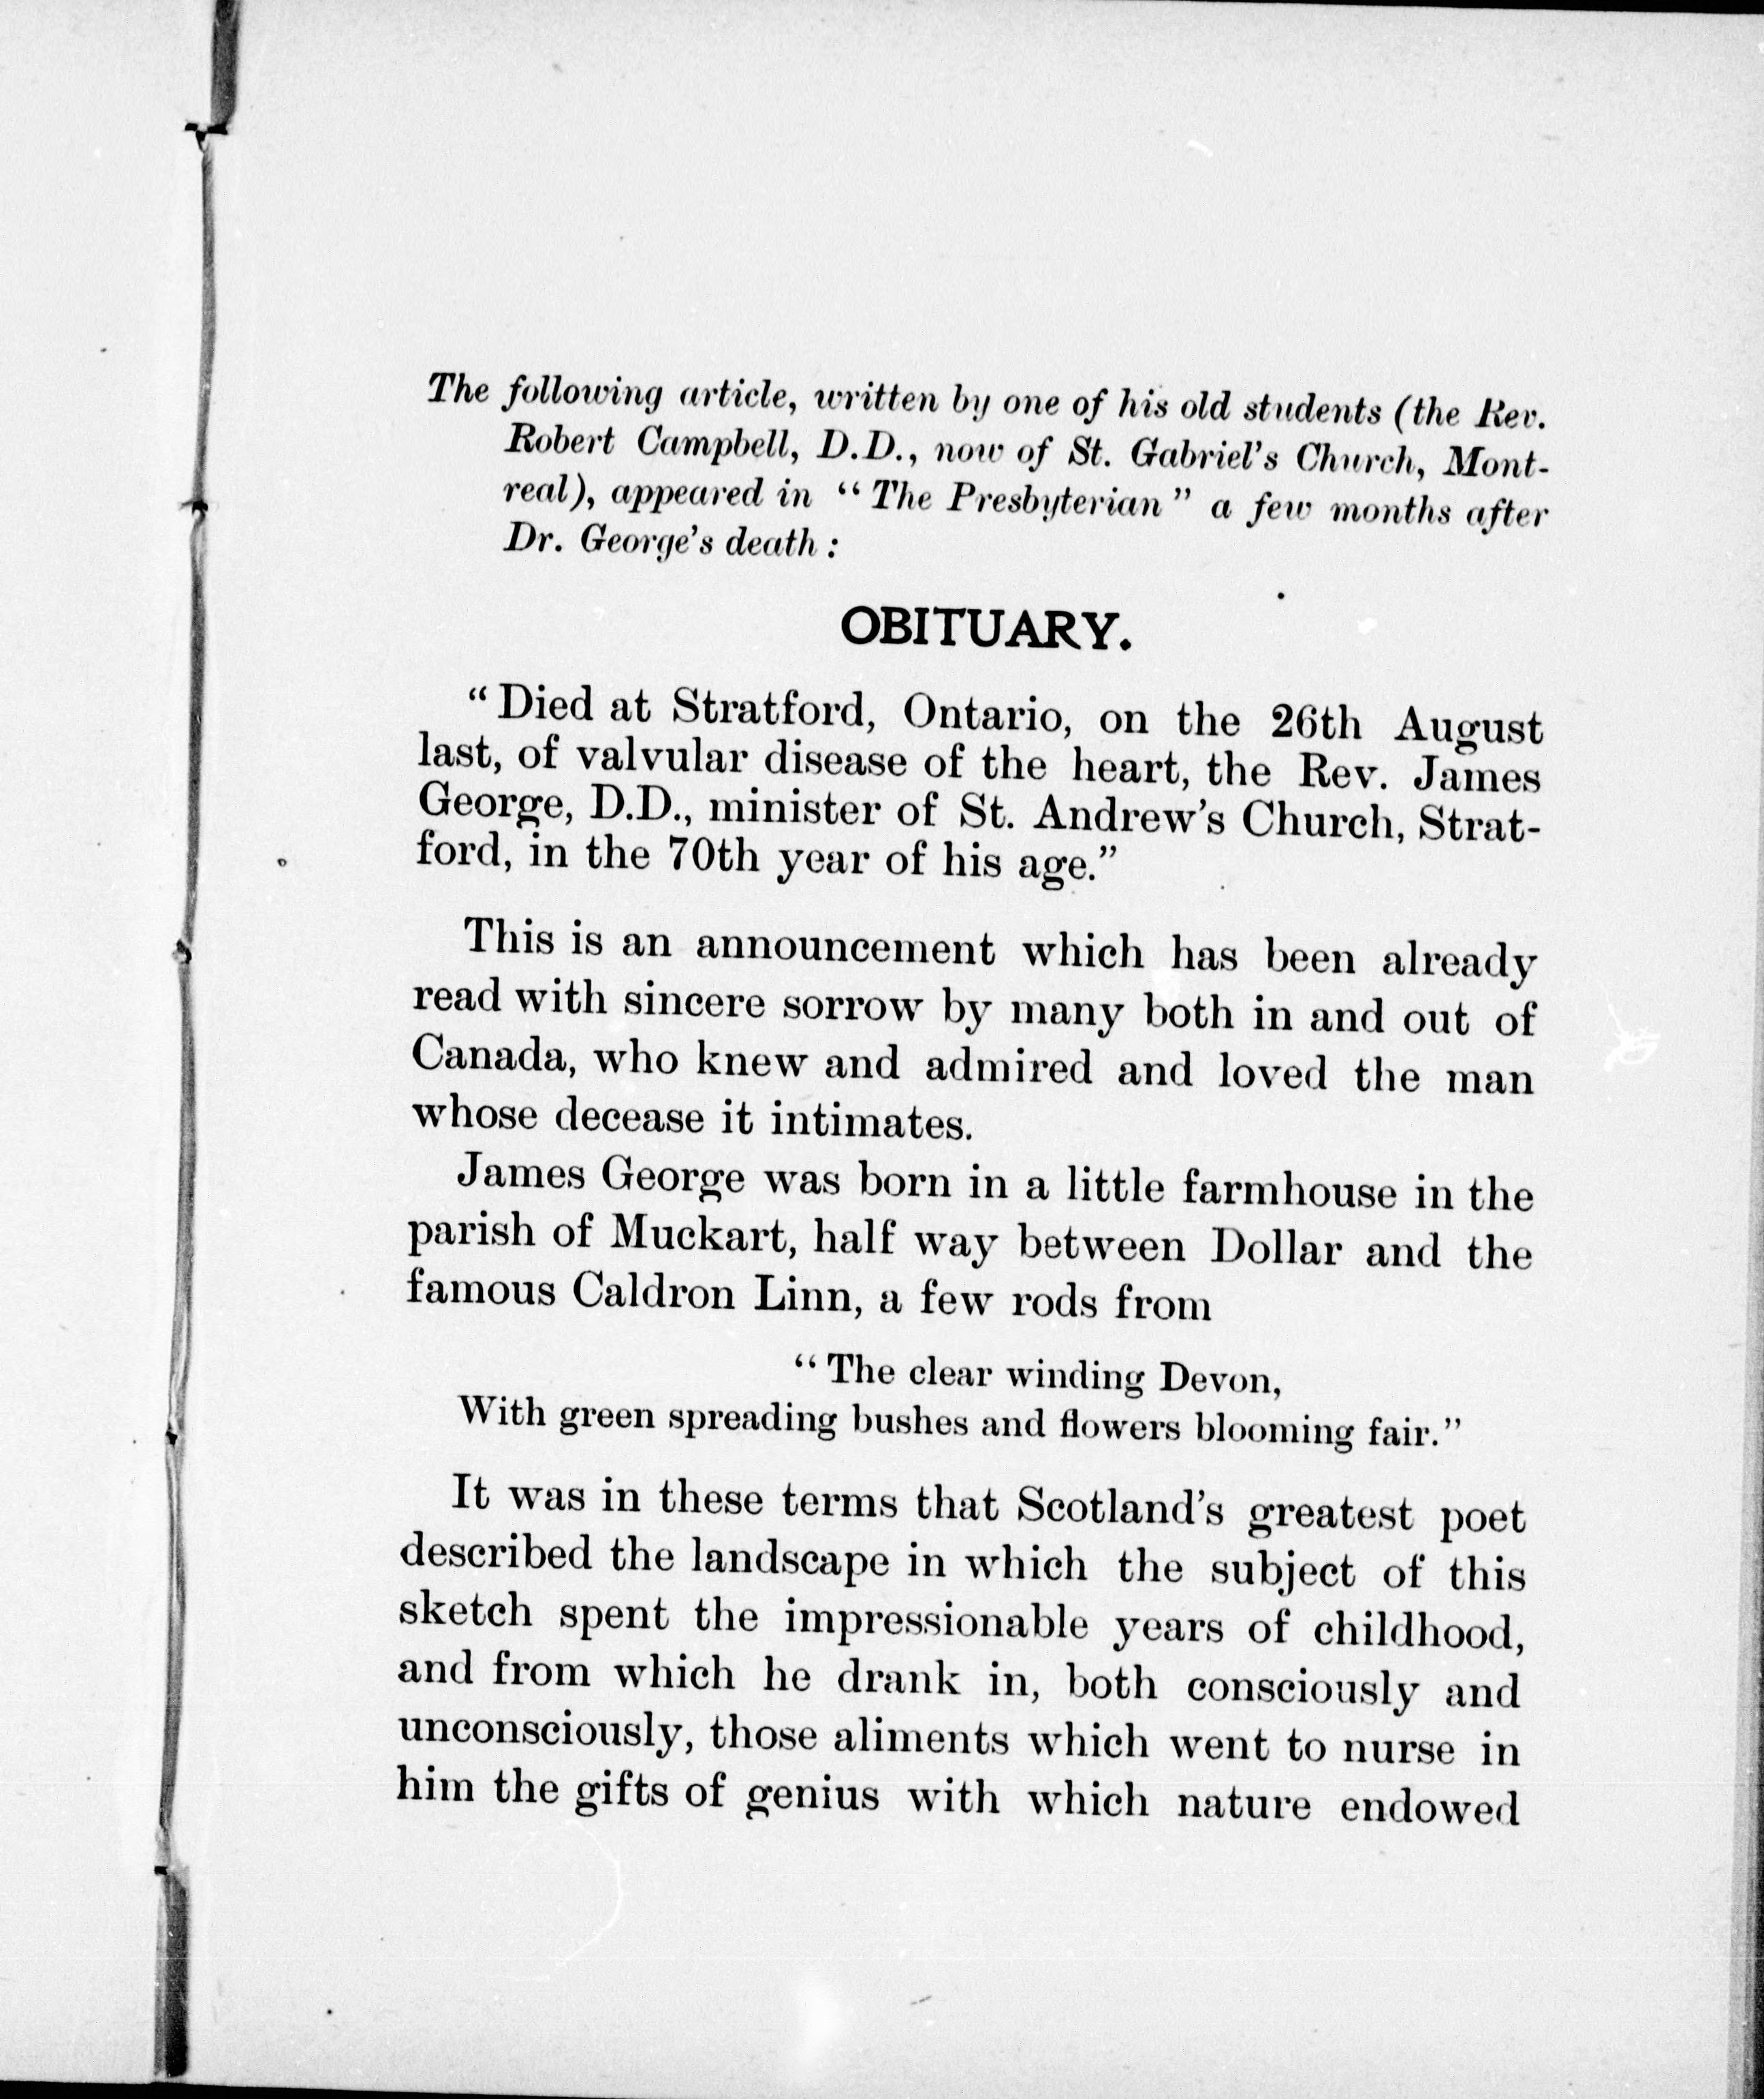 The following article, written by one of his old students (the Rev.
Robert Campbell, D.D., now of St. Gabriel's Church, Mont-
real), appeared in "The Presbyterian" a few months after
Dr. George's death:
OBITUARY.
"Died at Stratford, Ontario, on the 26th August
last, of valvular disease of the heart, the Rev. James
George, D.D., minister of St. Andrew's Church, Strat-
ford, in the 70th year of his age."
This is an announcement which has been already
read with sincere sorrow by many both in and out of
Canada, who knew and admired and loved the man
whose decease it intimates.
James George was born in a little farmhouse in the
parish of Muckart, half way between Dollar and the
famous Caldron Linn, a few rods from
"The clear winding Devon,
With green spreading bushes and flowers blooming fair."
It was in these terms that Scotland's greatest poet
described the landscape in which the subject of this
sketch spent the impressionable years of childhood,
and from which he drank in, both consciously and
unconsciously, those aliments which went to nurse in
him the gifts of genius with which nature endowed